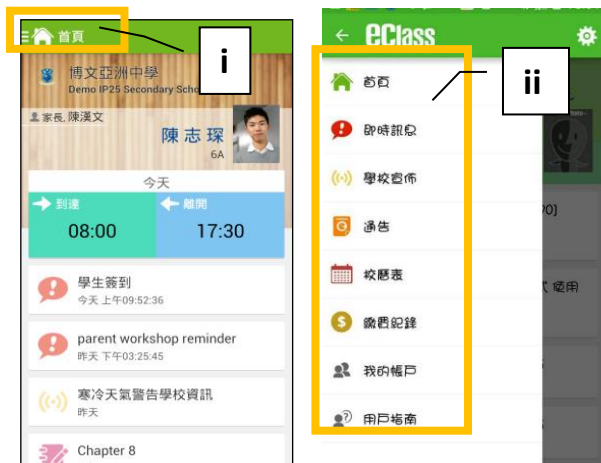 首頁
i
博文亞洲中學
Demo IP25 Secondary Scho
家長, 陳漢文
陳志琛
6A
今天
到達
離開
08:00
17:30
學生簽到
今天 上午09:52:36
parent workshop reminder
昨天 下午03:25:45
寒冷天氣警告學校資訊
昨天
Chapter 8
eClass
ii
首頁
即時訊息
學校宣佈
通告
校曆表
繳費記錄
我的帳戶
用戶指南
0]
使用